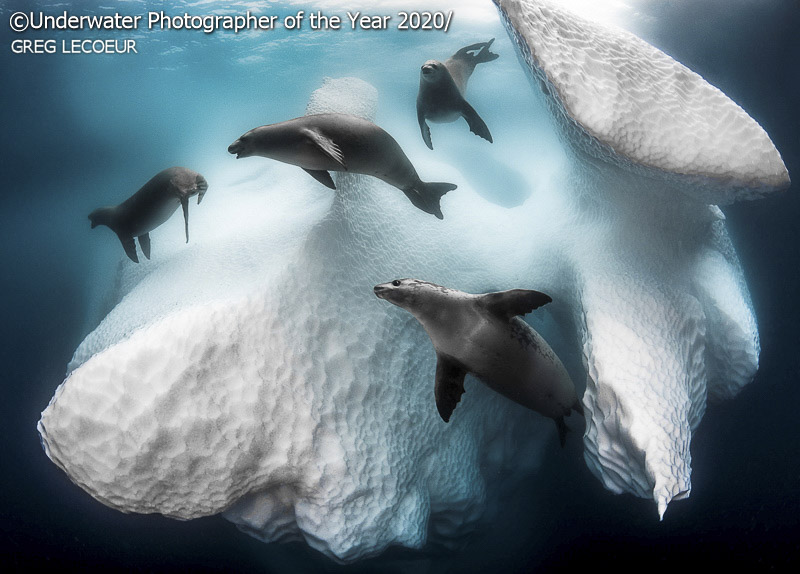 ©Underwater Photographer of the Year 2020/
GREG LECOEUR